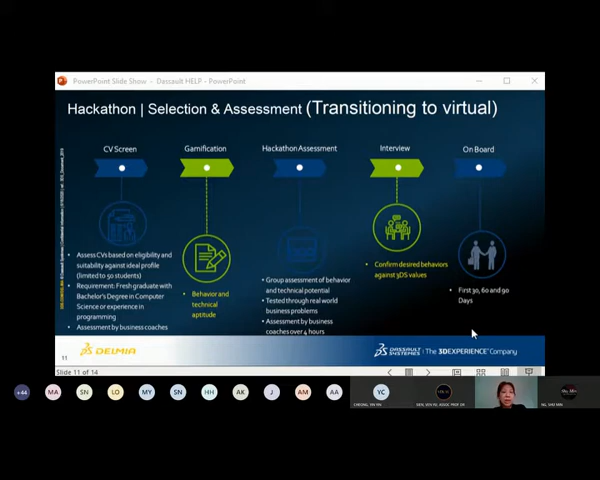 PowerPoint Slide Show - Dassault HELP - PowerPoint
Hackathon | Selection & Assessment (Transitioning to virtual)
CV Screen
Gamification
Hackathon Assessment
Interview
On Board
• Assess CVs based on eligibility and
suitability against ideal profile
(limited to 50 students)
• Requirement: Fresh graduate with
Bachelor's Degree in Computer
Science or experience in
programming
• Assessment by business coaches
• Behavior and
technical
aptitude
• Group assessment of behavior
and technical potential
• Tested through real world
business problems
• Assessment by business
coaches over 4 hours
• Confirm desired behaviors
against 3DS values
• First 30, 60 and 90
Days
11
DELMIA
DASSAULT
SYSTEMES | The 3DEXPERIENCE Company
Slide 11 of 14
+44
MA
SN
LO
MY
SN
HH
AK
J
AM
AA
YC